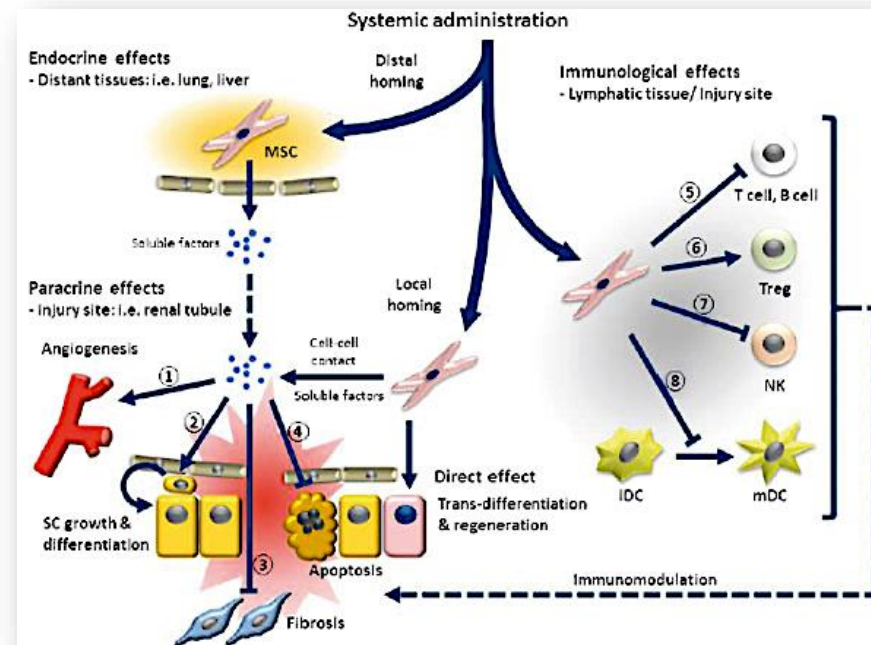 Systemic administration
Endocrine effects
- Distant tissues: i.e. lung, liver
Distal
homing
Immunological effects
- Lymphatic tissue/ Injury site
MSC
T cell, B cell
⑤
Soluble factors
⑥
Treg
Paracrine effects
- Injury site: i.e. renal tubule
Local
homing
⑦
NK
Angiogenesis
①
Cell-cell
contact
Soluble factors
⑧
②
④
iDC
mDC
Direct effect
Trans-differentiation
& regeneration
SC growth &
differentiation
③
Apoptosis
Immunomodulation
Fibrosis